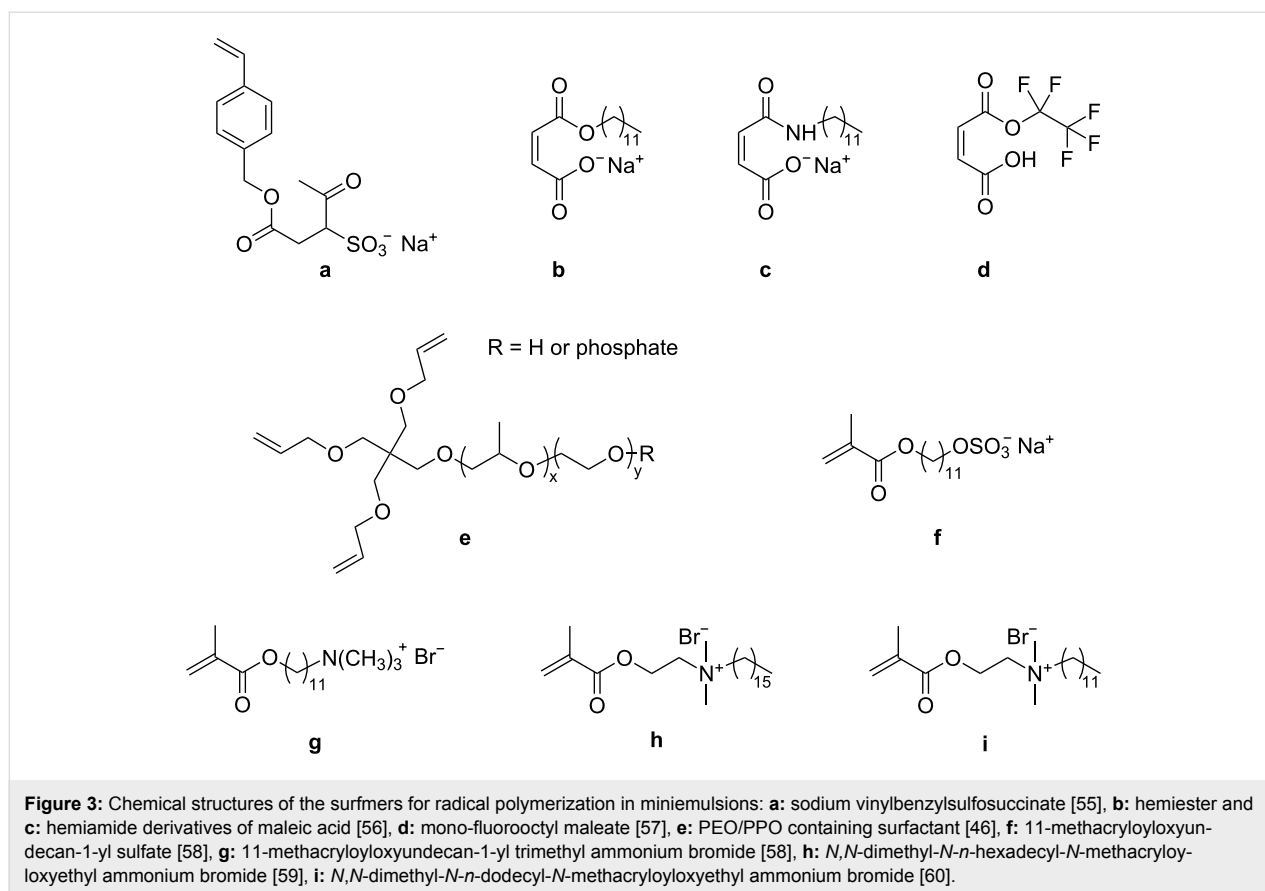 O
O
O
O
SO₃⁻ Na⁺
a
O
O
11
O⁻ Na⁺
O
b
O
NH
11
O⁻ Na⁺
O
c
O
O
F
F
F
F
F
OH
O
d
R = H or phosphate
O
O
O
O
O
x
O
y
R
e
O
O
11
OSO₃⁻ Na⁺
f
O
O
11
N(CH₃)₃⁺ Br⁻
g
O
O
Br⁻
N⁺
15
h
O
O
Br⁻
N⁺
11
i
Figure 3: Chemical structures of the surfmers for radical polymerization in miniemulsions: a: sodium vinylbenzylsulfosuccinate [55], b: hemiester and
c: hemiamide derivatives of maleic acid [56], d: mono-fluorooctyl maleate [57], e: PEO/PPO containing surfactant [46], f: 11-methacryloyloxyun-
decan-1-yl sulfate [58], g: 11-methacryloyloxyundecan-1-yl trimethyl ammonium bromide [58], h: N,N-dimethyl-N-n-hexadecyl-N-methacryloy-
loxyethyl ammonium bromide [59], i: N,N-dimethyl-N-n-dodecyl-N-methacryloyloxyethyl ammonium bromide [60].